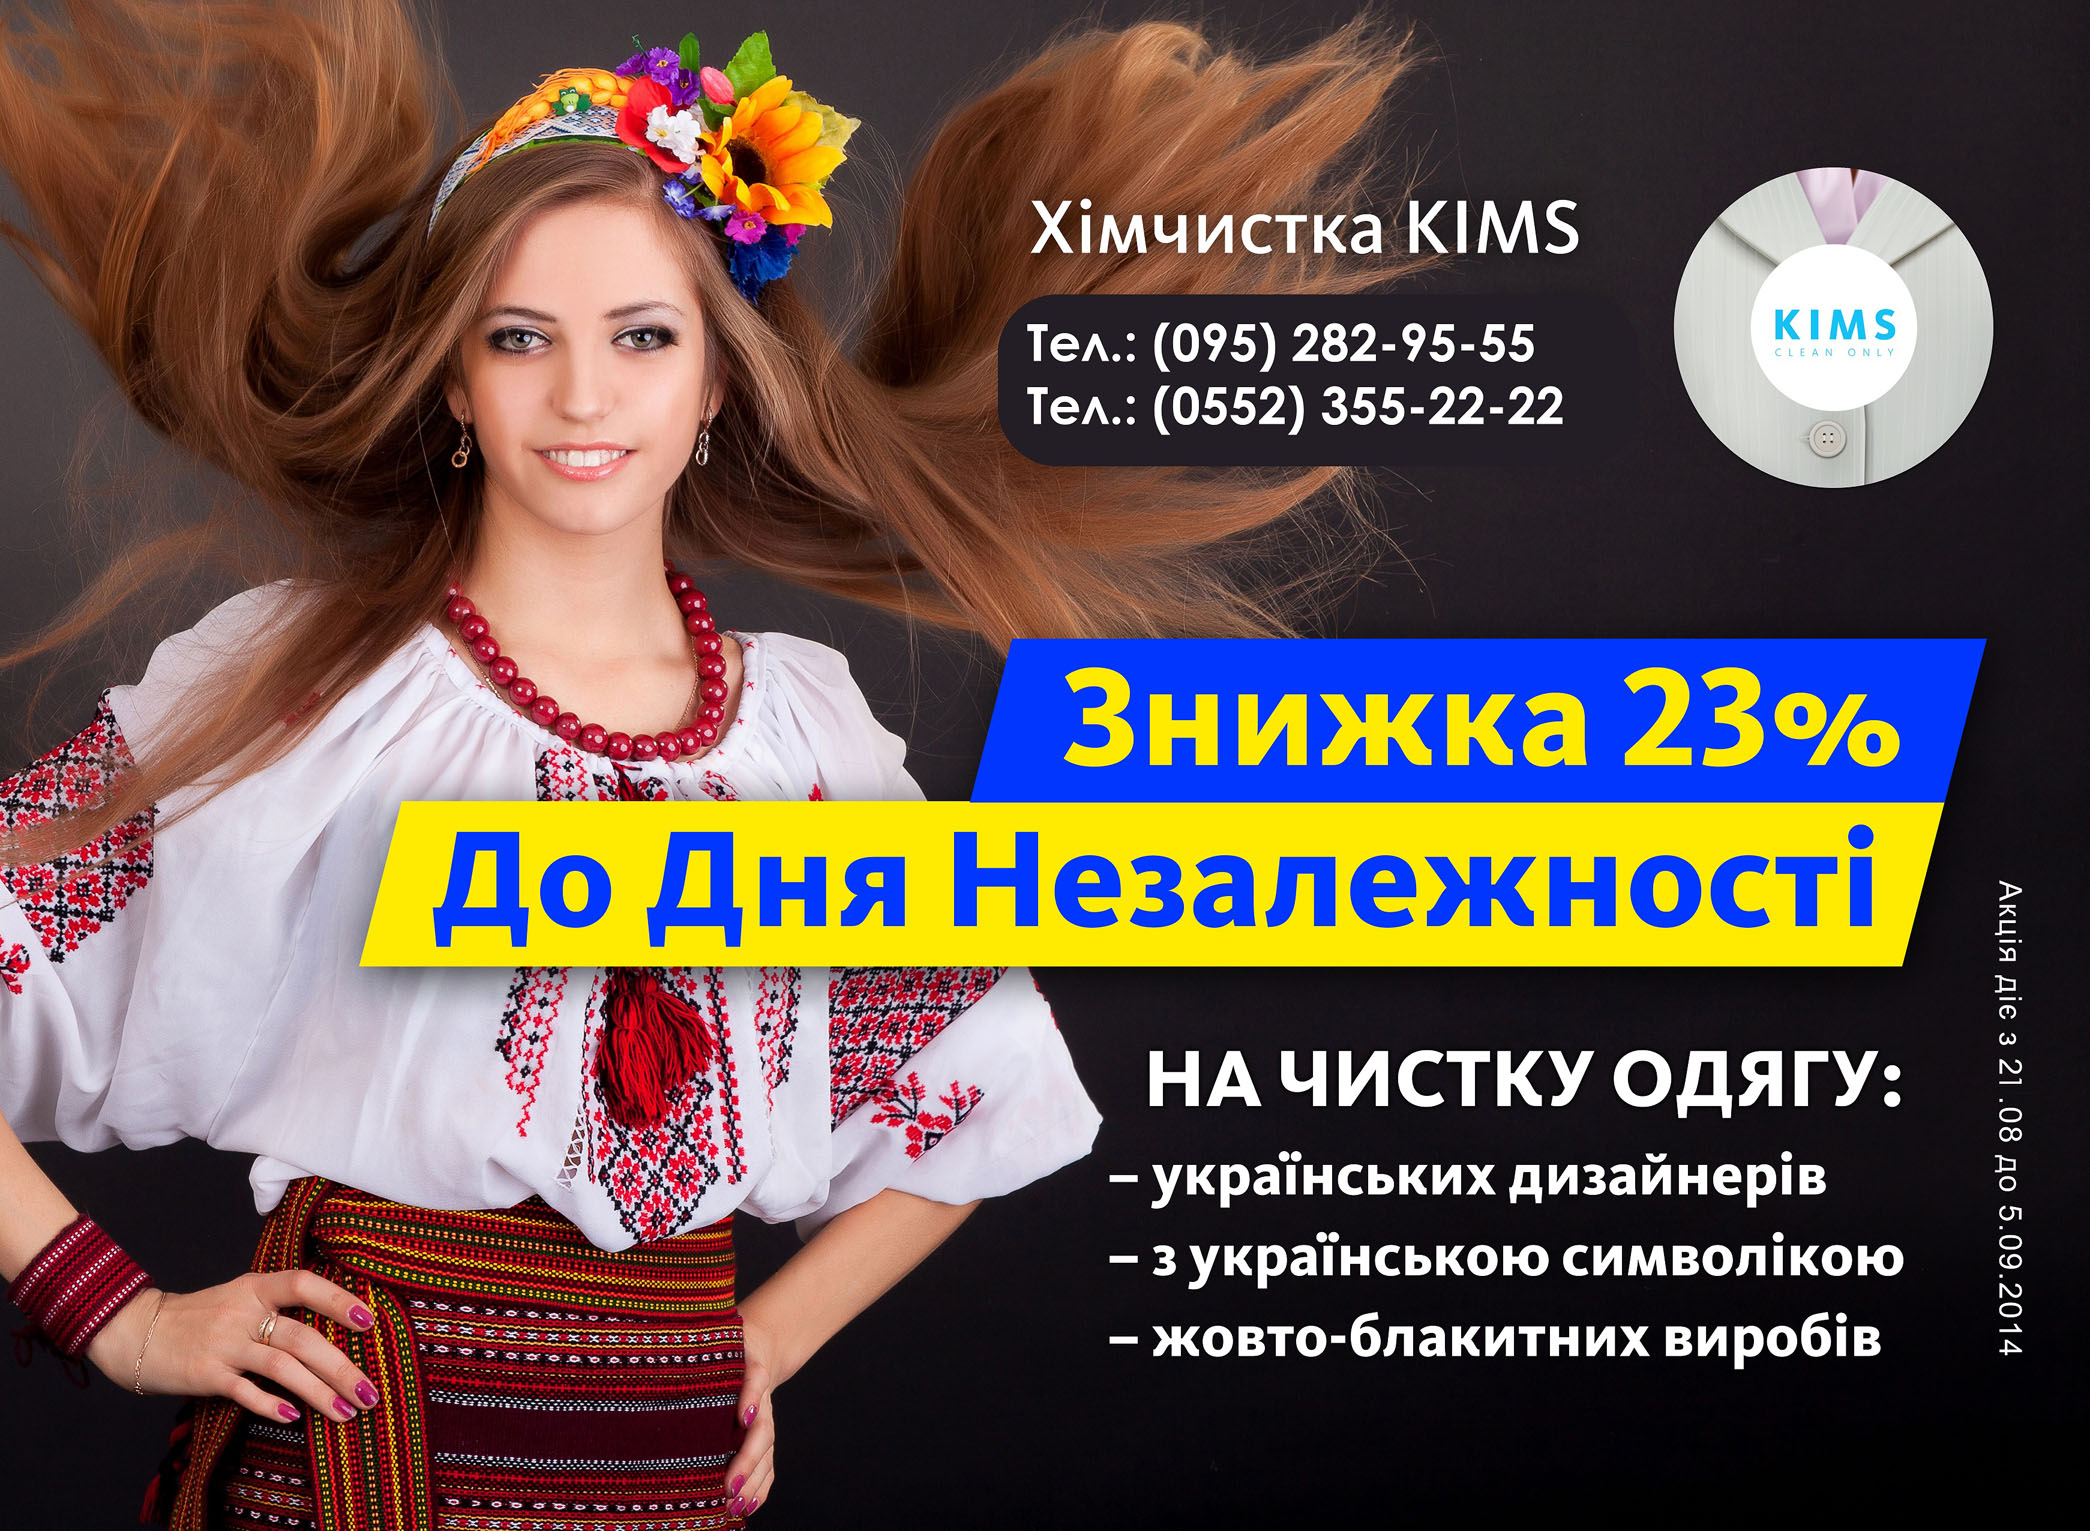 Хімчистка KIMS
Тел.: (095) 282-95-55
Тел.: (0552) 355-22-22
KIMS
CLEAN ONLY
Знижка 23%
До Дня Незалежності
НА ЧИСТКУ ОДЯГУ:
– українських дизайнерів
– з українською символікою
– жовто-блакитних виробів
Акція діє з 21.08 до 5.09.2014